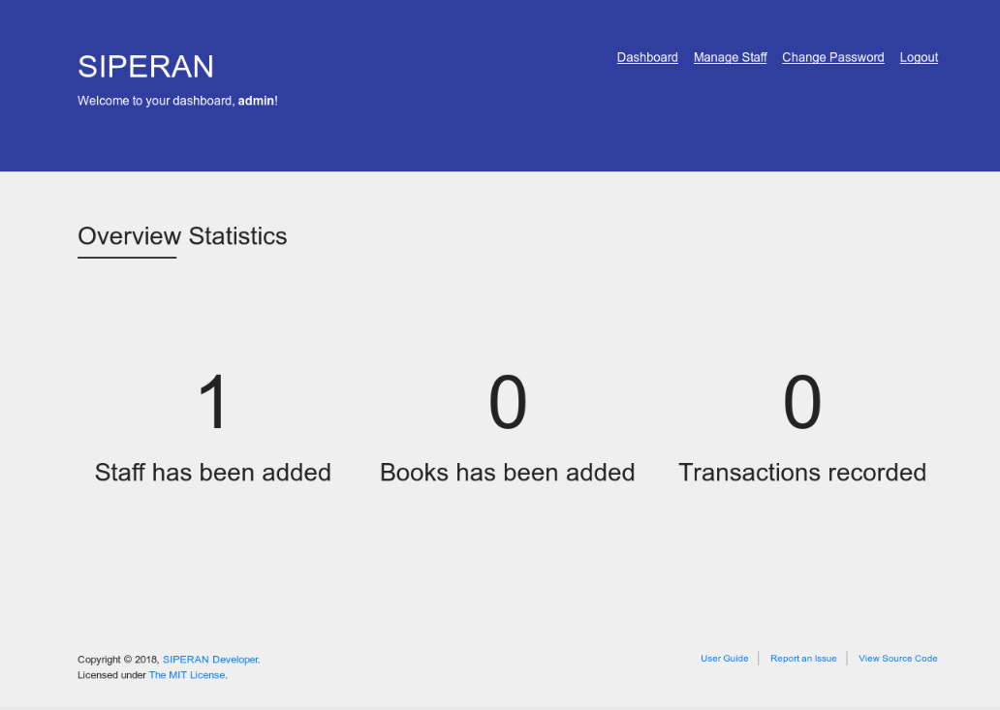 SIPERAN
Dashboard Manage Staff Change Password Logout
Welcome to your dashboard, admin!
Overview Statistics
1
Staff has been added
0
Books has been added
0
Transactions recorded
Copyright © 2018, SIPERAN Developer.
Licensed under The MIT License.
User Guide
Report an Issue
View Source Code